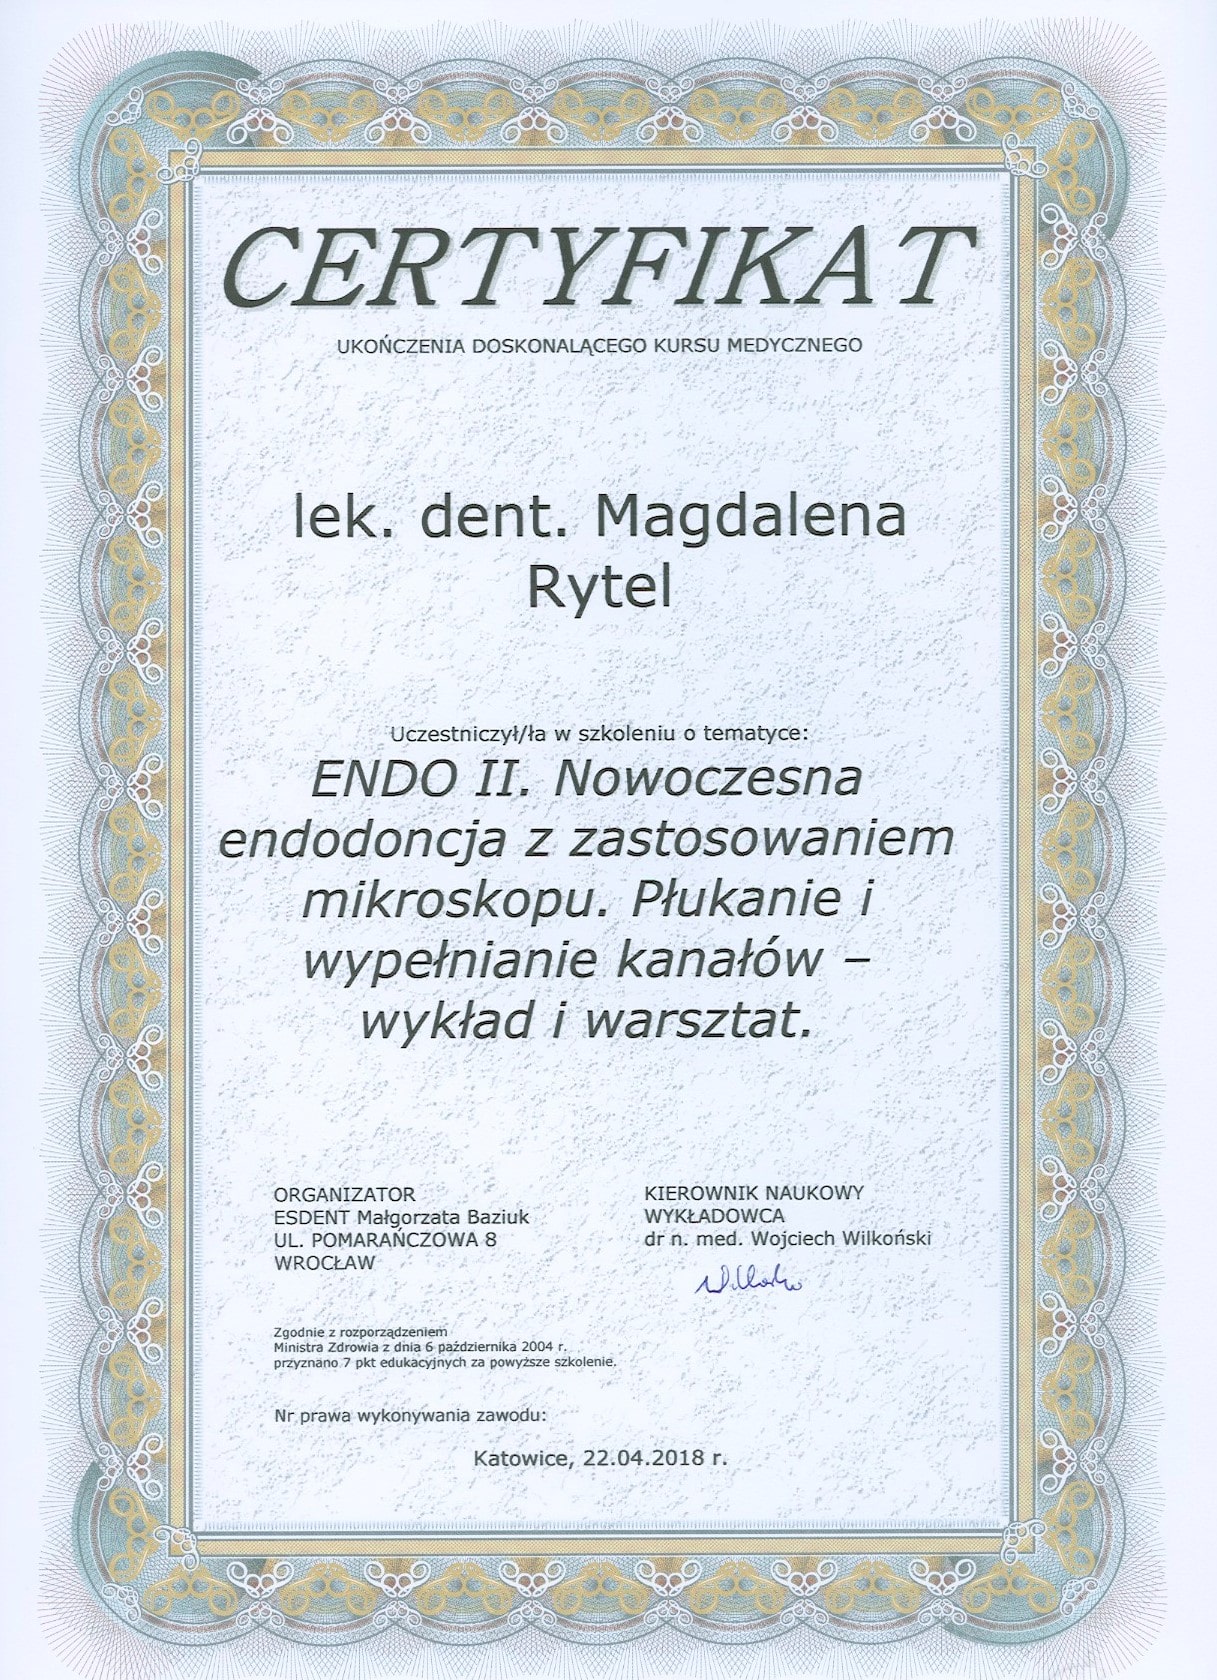 CERTYFIKAT
UKOŃCZENIA DOSKONALĄCEGO KURSU MEDYCZNEGO
lek. dent. Magdalena
Rytel
Uczestniczył/ła w szkoleniu o tematyce:
ENDO II. Nowoczesna
endodoncja z zastosowaniem
mikroskopu. Płukanie i
wypełnianie kanałów –
wykład i warsztat.
ORGANIZATOR
ESDENT Małgorzata Baziuk
UL. POMARAŃCZOWA 8
WROCŁAW
KIEROWNIK NAUKOWY
WYKŁADOWCA
dr n. med. Wojciech Wilkoński
Zgodnie z rozporządzeniem
Ministra Zdrowia z dnia 6 października 2004 r.
przyznano 7 pkt edukacyjnych za powyższe szkolenie.
Nr prawa wykonywania zawodu:
Katowice, 22.04.2018 r.